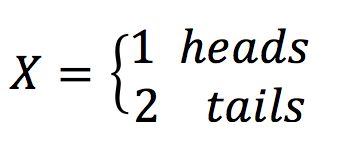 X = { 1 heads
2 tails